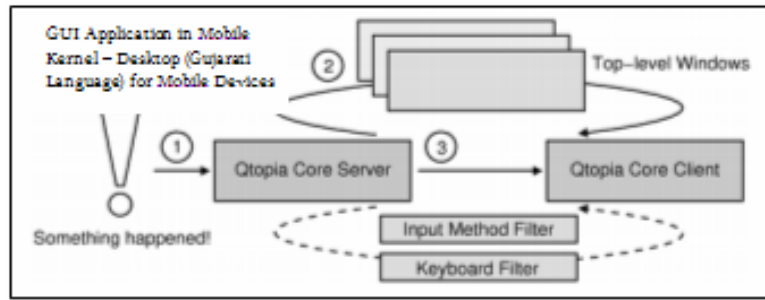 GUI Application in Mobile
Kernel – Desktop (Gujarati
Language) for Mobile Devices
2
Top-level Windows
1
3
Qtopia Core Server
Qtopia Core Client
Something happened!
Input Method Filter
Keyboard Filter